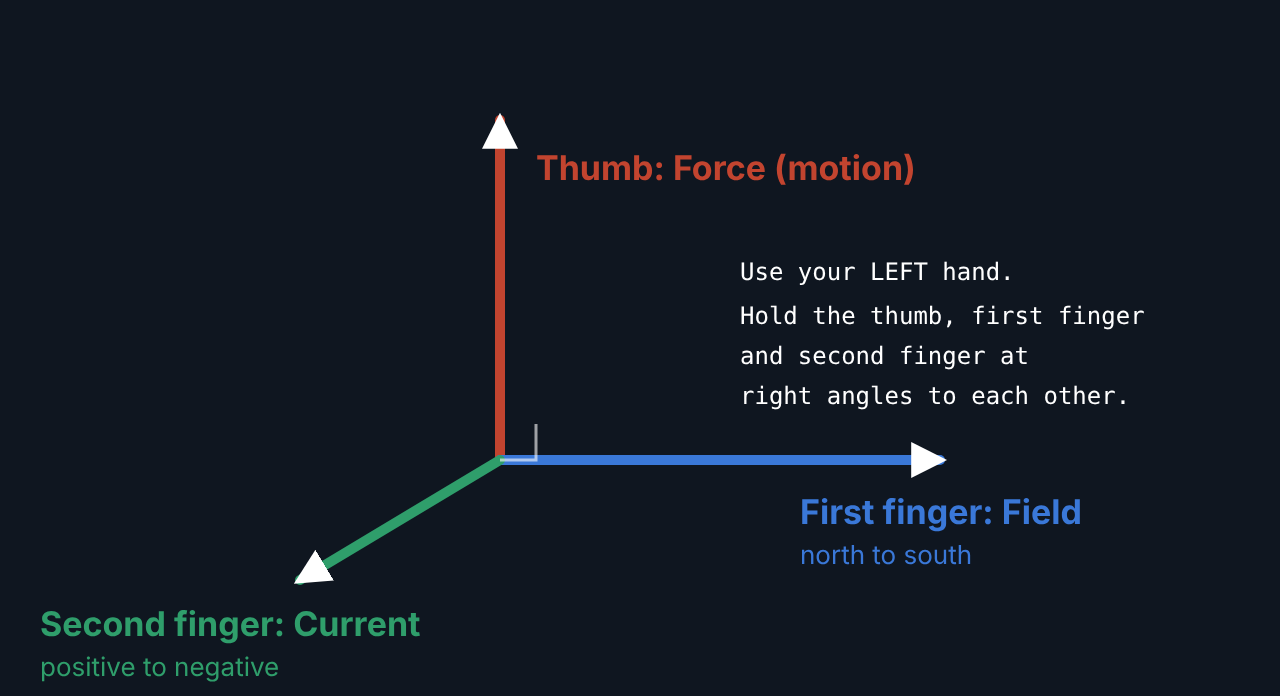 Thumb: Force (motion)
Use your LEFT hand.
Hold the thumb, first finger
and second finger at
right angles to each other.
First finger: Field
north to south
Second finger: Current
positive to negative